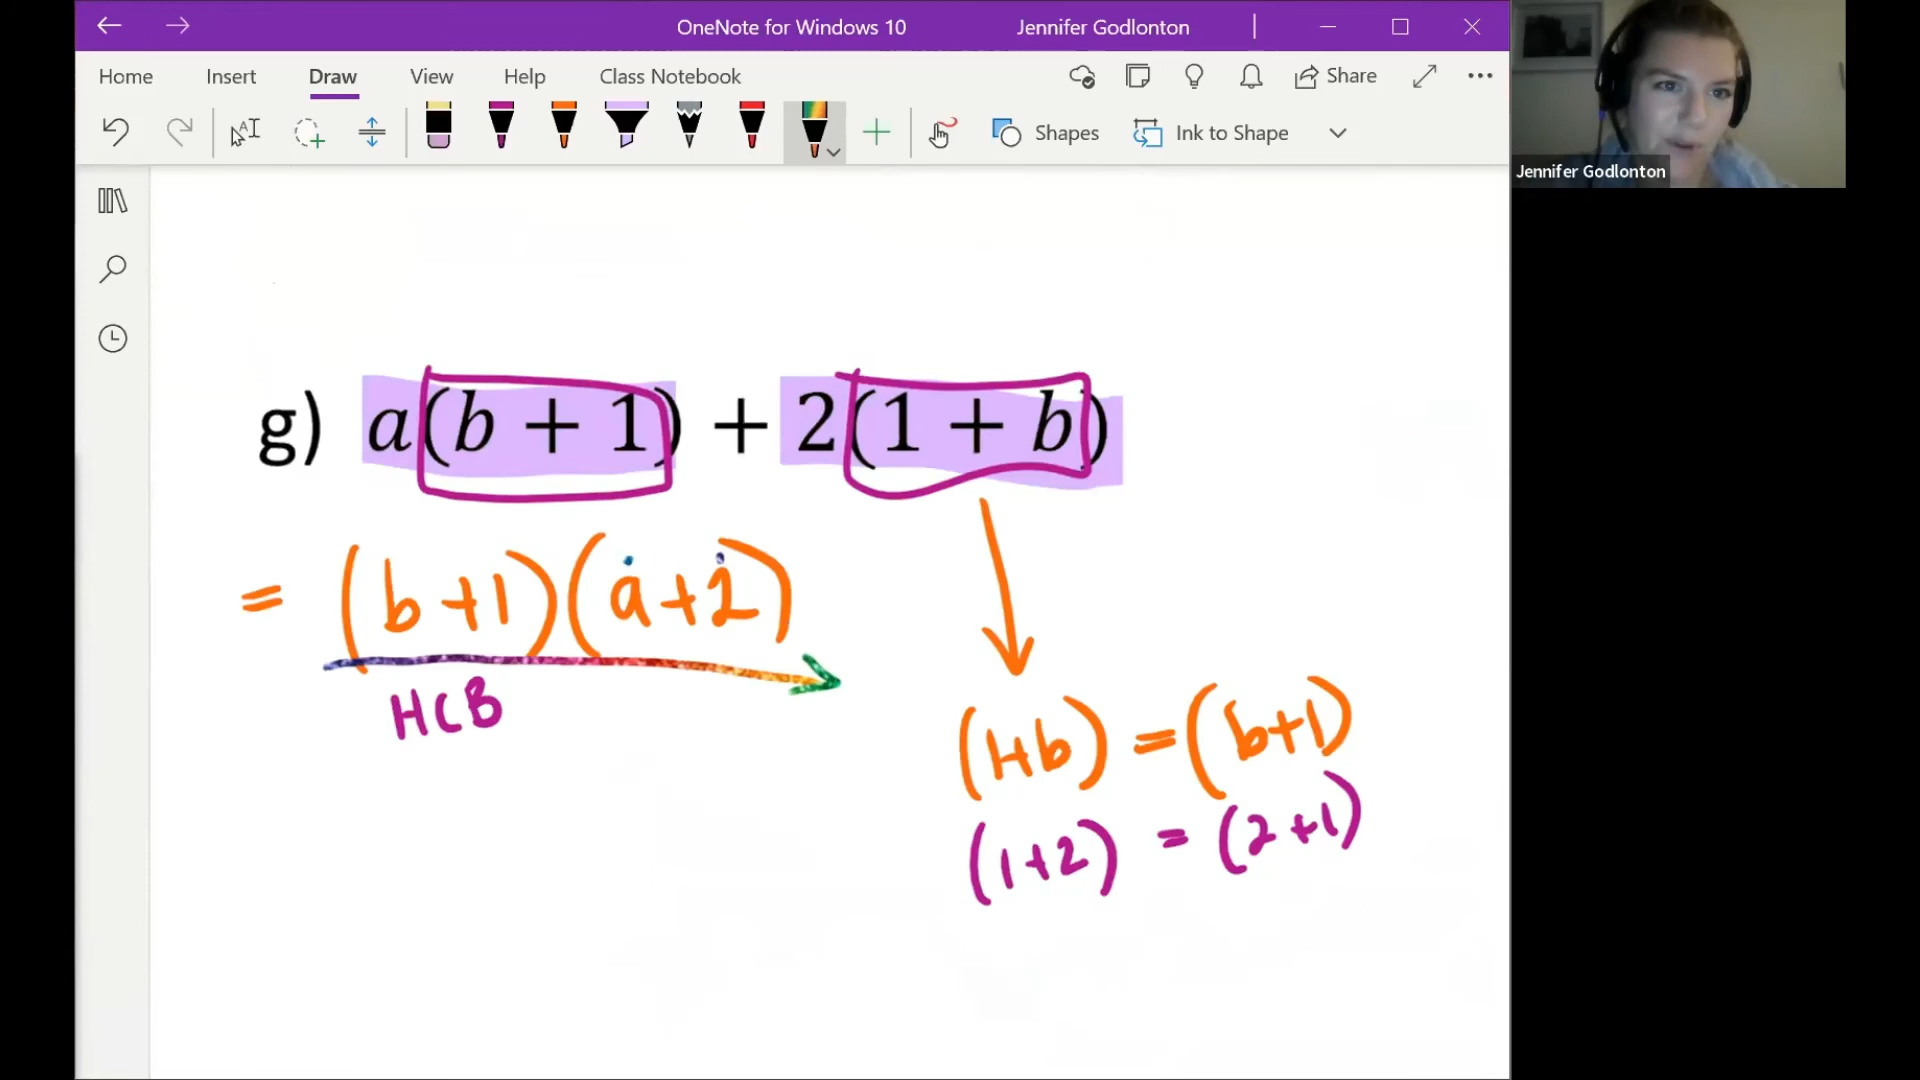 OneNote for Windows 10
Jennifer Godlonton
Home Insert Draw View Help Class Notebook Share
Shapes Ink to Shape
Jennifer Godlonton
g) a(b + 1) + 2(1 + b)
= (b+1)(a+2)
HCB
(1+b) = (b+1)
(1+2) = (2+1)